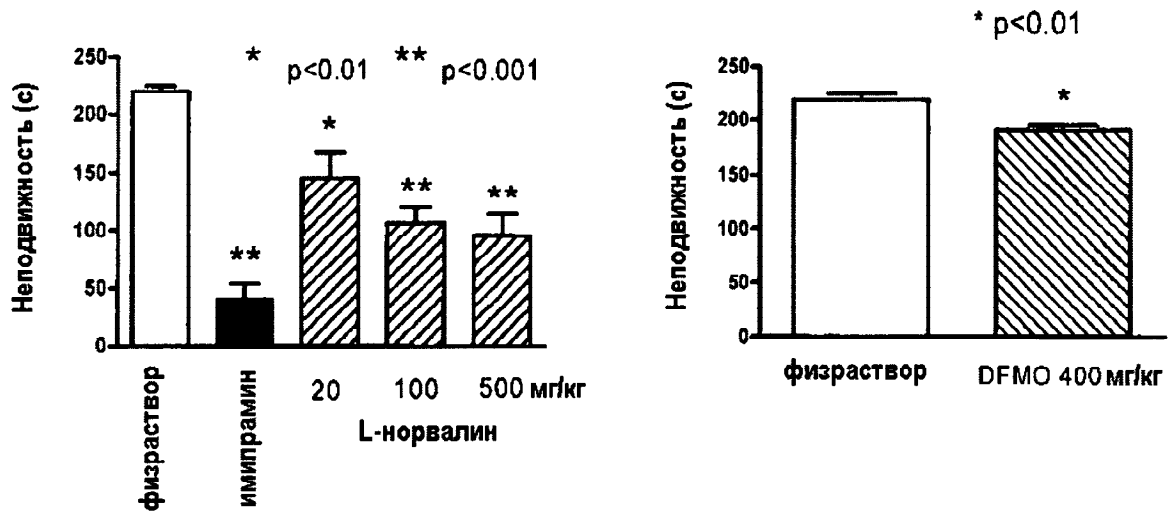 * p<0.01 ** p<0.001
Неподвижность (с)
250
200
150
100
50
0
**
*
**
**
физраствор
имипрамин
20 100 500 мг/кг
L-норвалин
* p<0.01
Неподвижность (с)
250
200
150
100
50
0
*
физраствор DFMO 400 мг/кг